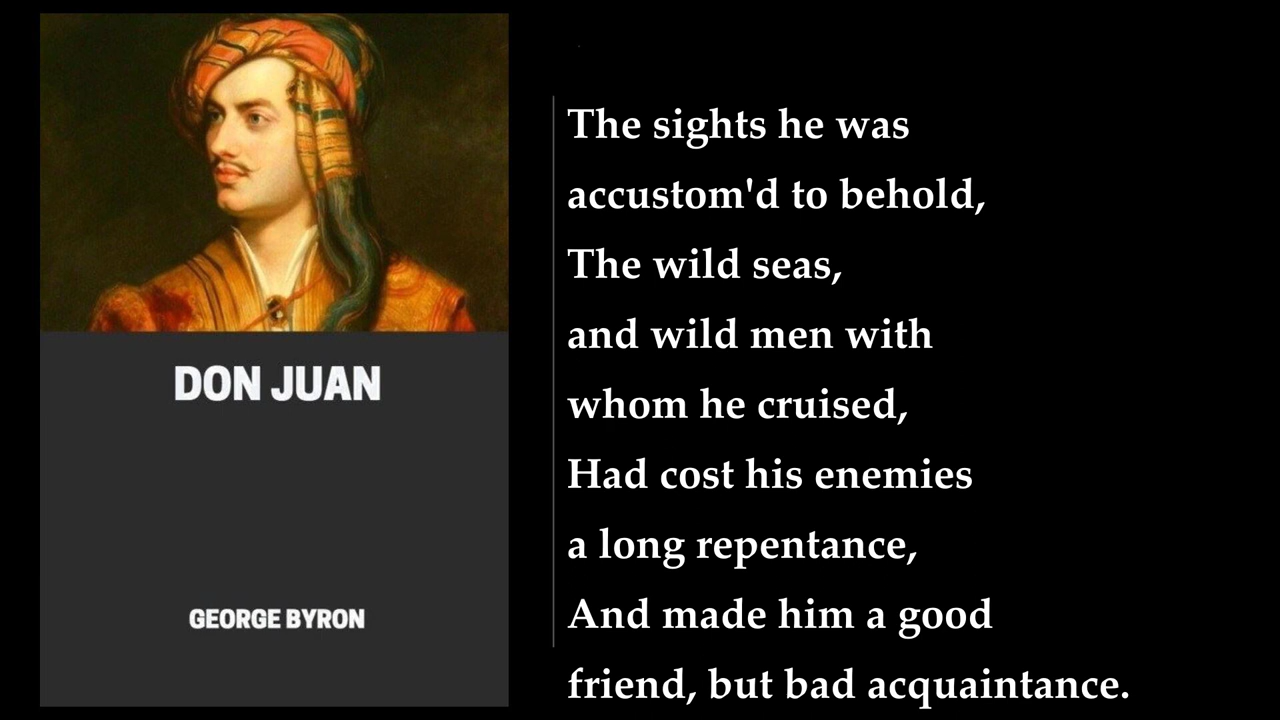 DON JUAN
GEORGE BYRON
The sights he was
accustom'd to behold,
The wild seas,
and wild men with
whom he cruised,
Had cost his enemies
a long repentance,
And made him a good
friend, but bad acquaintance.